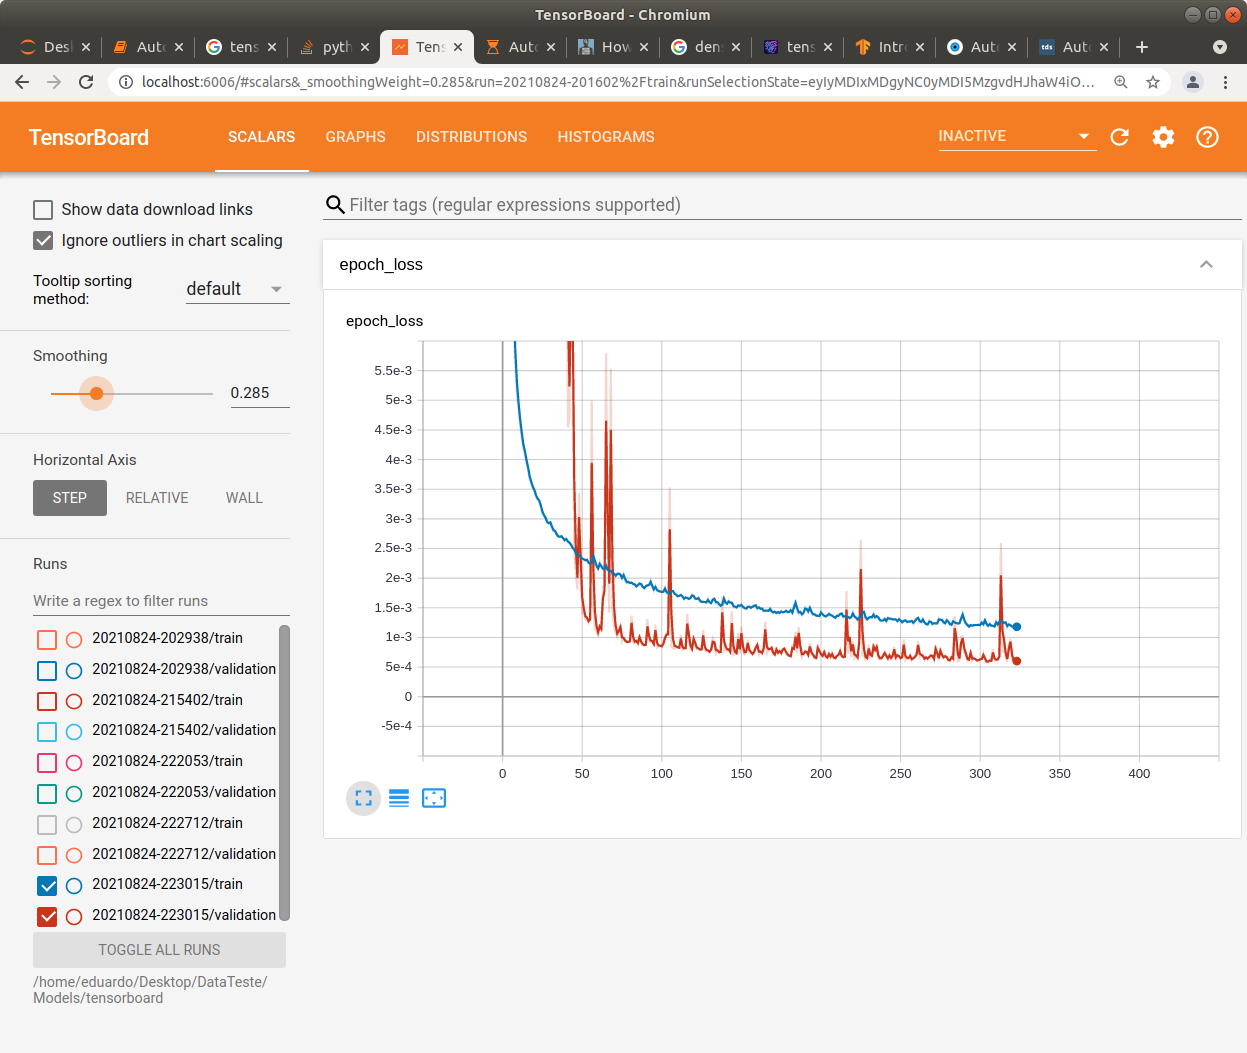 TensorBoard - Chromium
Desk
Auto
tens
pyth
Tens
Auto
How
den
tens
Intro
Auto
tds
Auto
localhost:6006/#scalars&_smoothingWeight=0.285&run=20210824-201602%2Ftrain&runSelectionState=eyIyMDIxMDgyNC0yMDI5MzgvdHJhaW4iO...
TensorBoard
SCALARS
GRAPHS
DISTRIBUTIONS
HISTOGRAMS
INACTIVE
Show data download links
Ignore outliers in chart scaling
Tooltip sorting
method:
default
Smoothing
0.285
Horizontal Axis
STEP
RELATIVE
WALL
Runs
Write a regex to filter runs
20210824-202938/train
20210824-202938/validation
20210824-215402/train
20210824-215402/validation
20210824-222053/train
20210824-222053/validation
20210824-222712/train
20210824-222712/validation
20210824-223015/train
20210824-223015/validation
TOGGLE ALL RUNS
/home/eduardo/Desktop/DataTeste/
Models/tensorboard
Filter tags (regular expressions supported)
epoch_loss
epoch_loss
5.5e-3
5e-3
4.5e-3
4e-3
3.5e-3
3e-3
2.5e-3
2e-3
1.5e-3
1e-3
5e-4
0
-5e-4
0
50
100
150
200
250
300
350
400